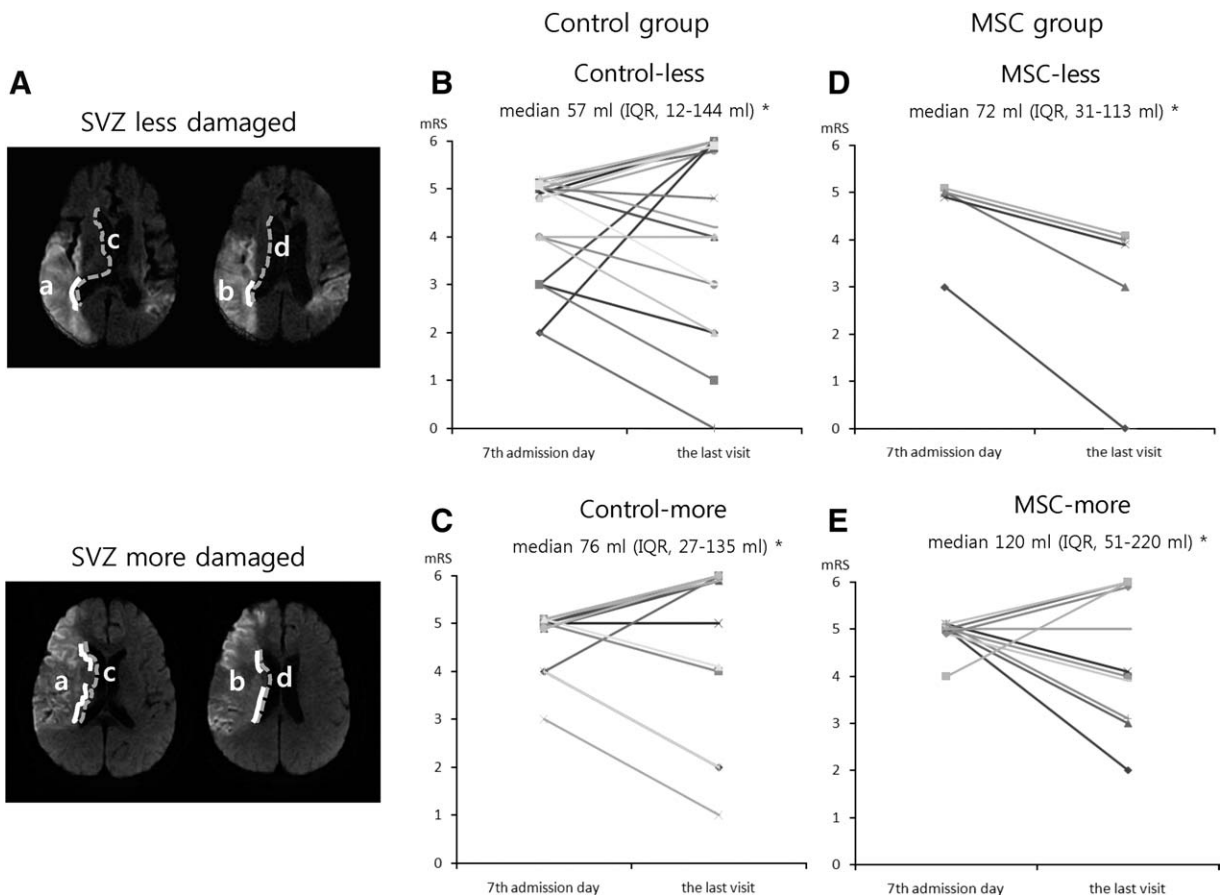 Control group
MSC group
A
SVZ less damaged
c
d
a
b
B
Control-less
median 57 ml (IQR, 12-144 ml) *
mRS
6
5
4
3
2
1
0
7th admission day
the last visit
D
MSC-less
median 72 ml (IQR, 31-113 ml) *
mRS
6
5
4
3
2
1
0
7th admission day
the last visit
SVZ more damaged
a
c
b
d
C
Control-more
median 76 ml (IQR, 27-135 ml) *
mRS
6
5
4
3
2
1
0
7th admission day
the last visit
E
MSC-more
median 120 ml (IQR, 51-220 ml) *
mRS
6
5
4
3
2
1
0
7th admission day
the last visit